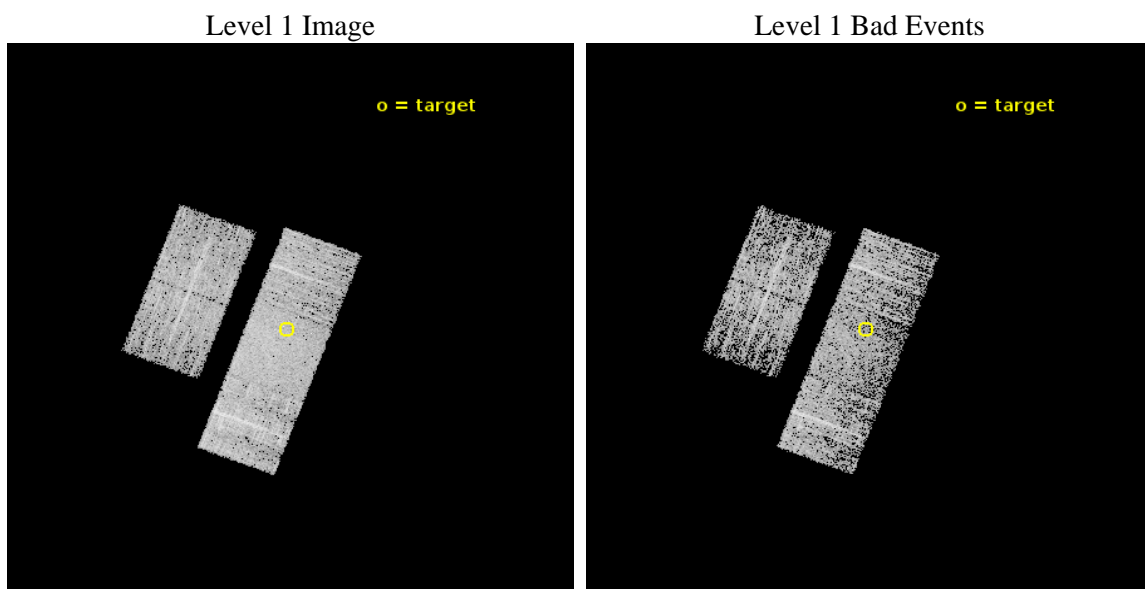 Level 1 Image
Level 1 Bad Events
o = target
o = target